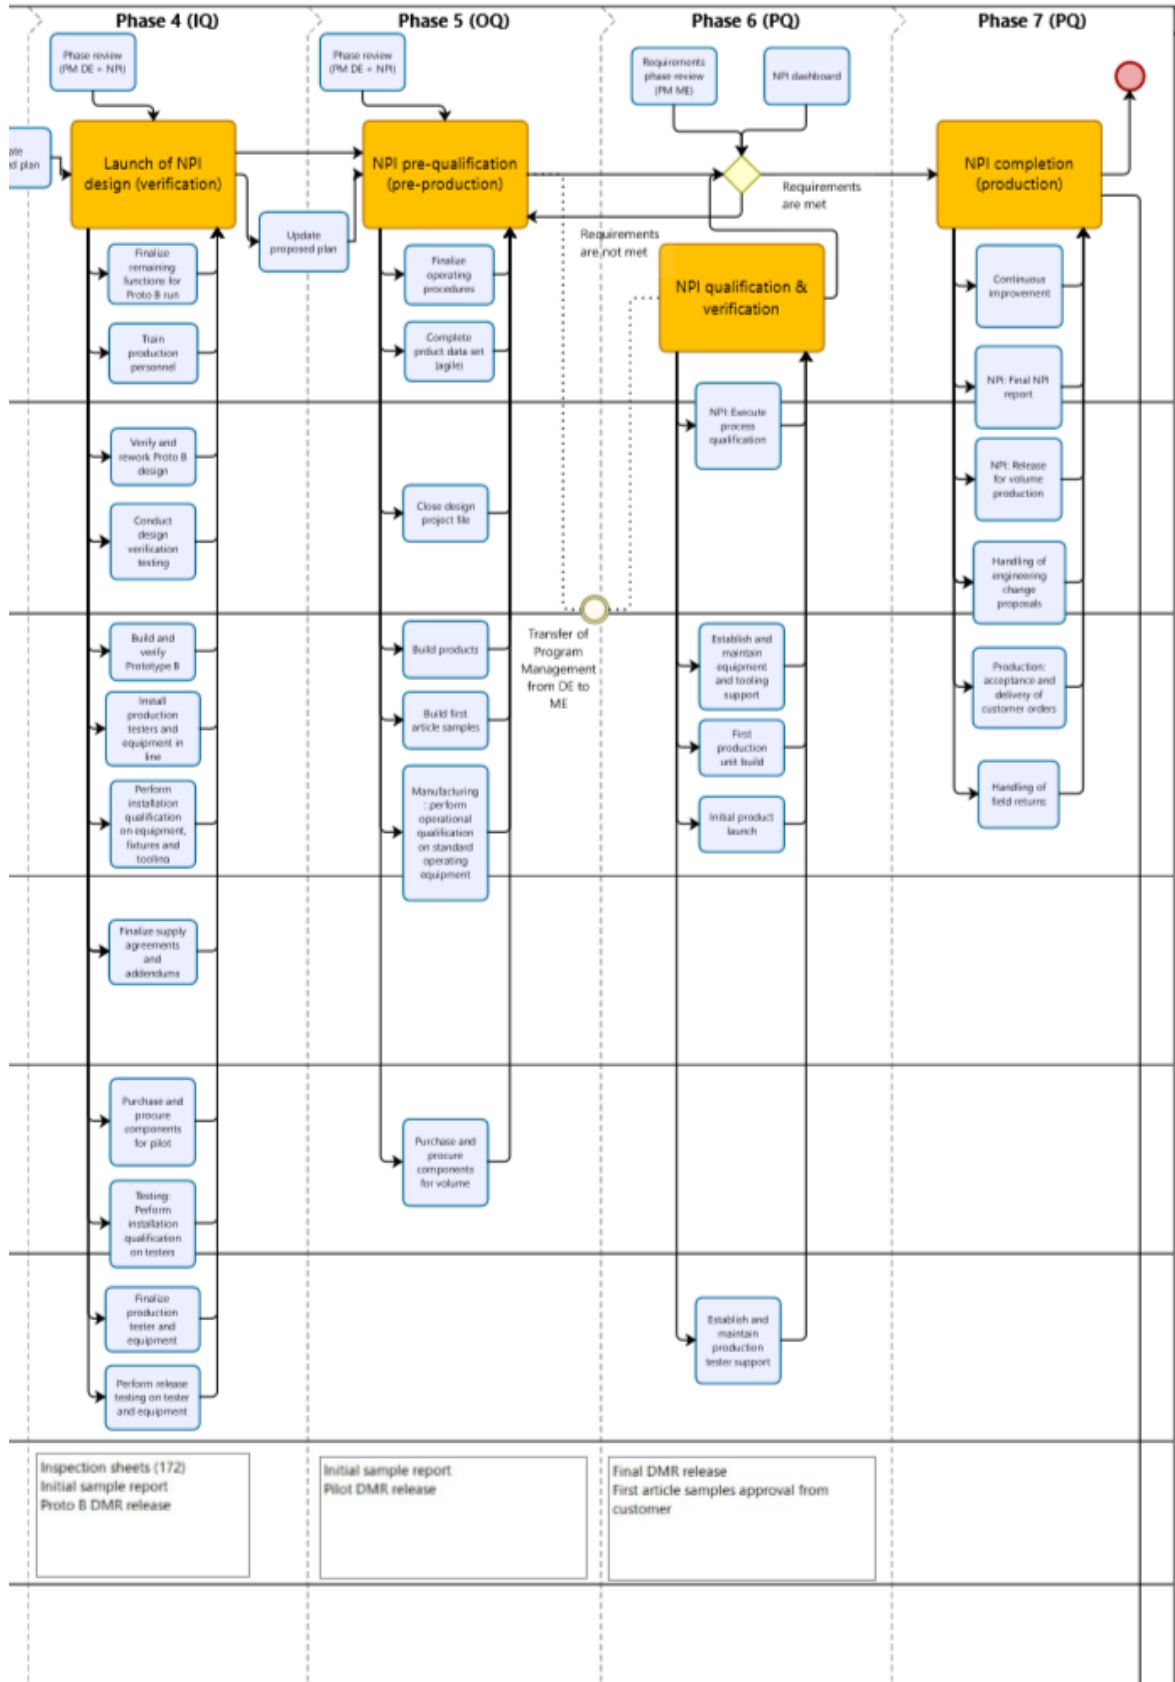 Phase 4 (IQ)
Phase 5 (OQ)
Phase 6 (PQ)
Phase 7 (PQ)
Phase review
(PM DE + NPI)
Phase review
(PM DE + NPI)
Requirements
phase review
(PM ME)
NPI dashboard
d plan
Launch of NPI
design (verification)
NPI pre-qualification
(pre-production)
NPI completion
(production)
Requirements
are met
Update
proposed plan
Requirements
are not met
NPI qualification &
verification
Finalize
remaining
functions for
Proto B run
Train
production
personnel
Verify and
rework Proto B
design
Conduct
design
verification
testing
Build and
verify
Prototype B
Install
production
testers and
equipment in
line
Perform
installation
qualification
on equipment,
fixtures and
tooling
Finalize supply
agreements
and
addendums
Purchase and
procure
components
for pilot
Testing:
Perform
installation
qualification
on testers
Finalize
production
tester and
equipment
Perform release
testing on tester
and equipment
Finalize
operating
procedures
Complete
prduct data set
(agile)
Close design
project file
Build products
Build first
article samples
Manufacturing
: perform
operational
qualification
on standard
operating
equipment
Purchase and
procure
components
for volume
Transfer of
Program
Management
from DE to
ME
NPI: Execute
process
qualification
Establish and
maintain
equipment
and tooling
support
First
production
unit build
Initial product
launch
Establish and
maintain
production
tester support
Continuous
improvement
NPI: Final NPI
report
NPI: Release
for volume
production
Handling of
engineering
change
proposals
Production:
acceptance and
delivery of
customer orders
Handling of
field returns
Inspection sheets (172)
Initial sample report
Proto B DMR release
Initial sample report
Pilot DMR release
Final DMR release
First article samples approval from
customer